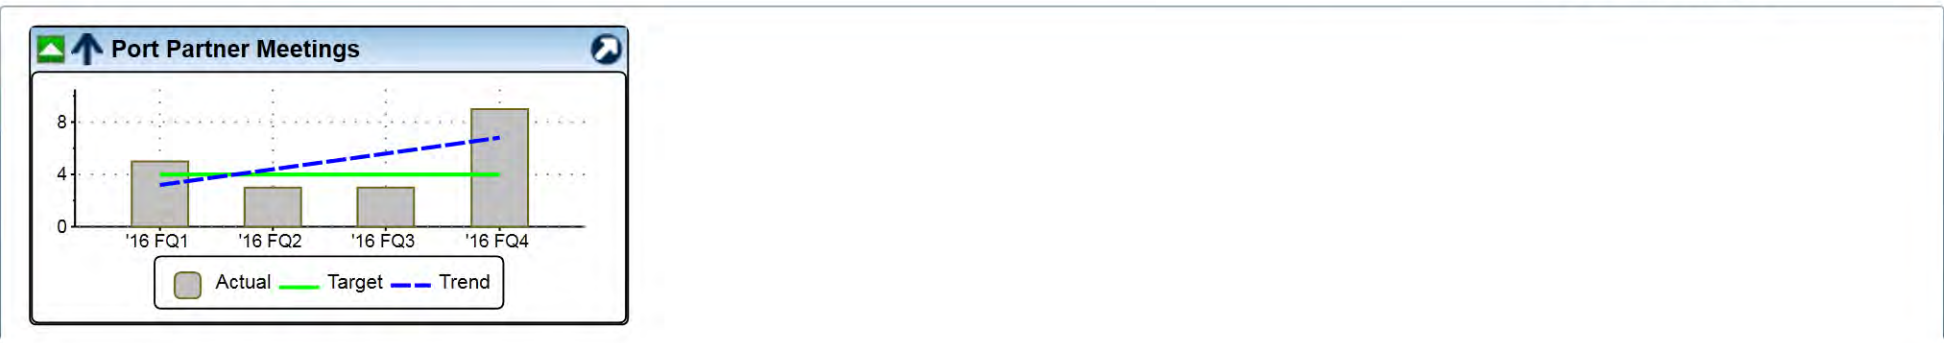 Port Partner Meetings
8
4
0
'16 FQ1 '16 FQ2 '16 FQ3 '16 FQ4
Actual Target Trend